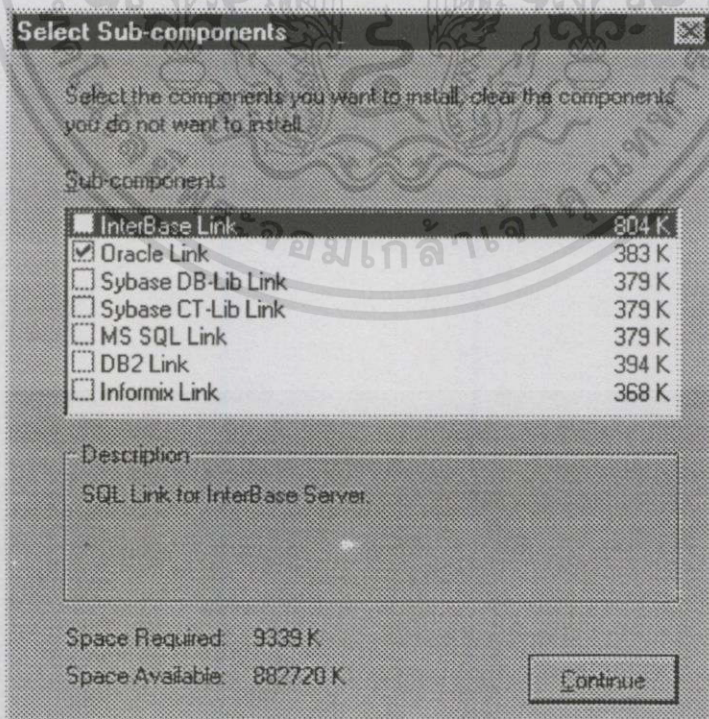 Select Sub-components
Select the components you want to install, clear the components
you do not want to install.
Sub-components
InterBase Link 804 K
Oracle Link 383 K
Sybase DB-Lib Link 379 K
Sybase CT-Lib Link 379 K
MS SQL Link 379 K
DB2 Link 394 K
Informix Link 368 K
Description
SQL Link for InterBase Server.
Space Required: 9339 K
Space Available: 882720 K
Continue